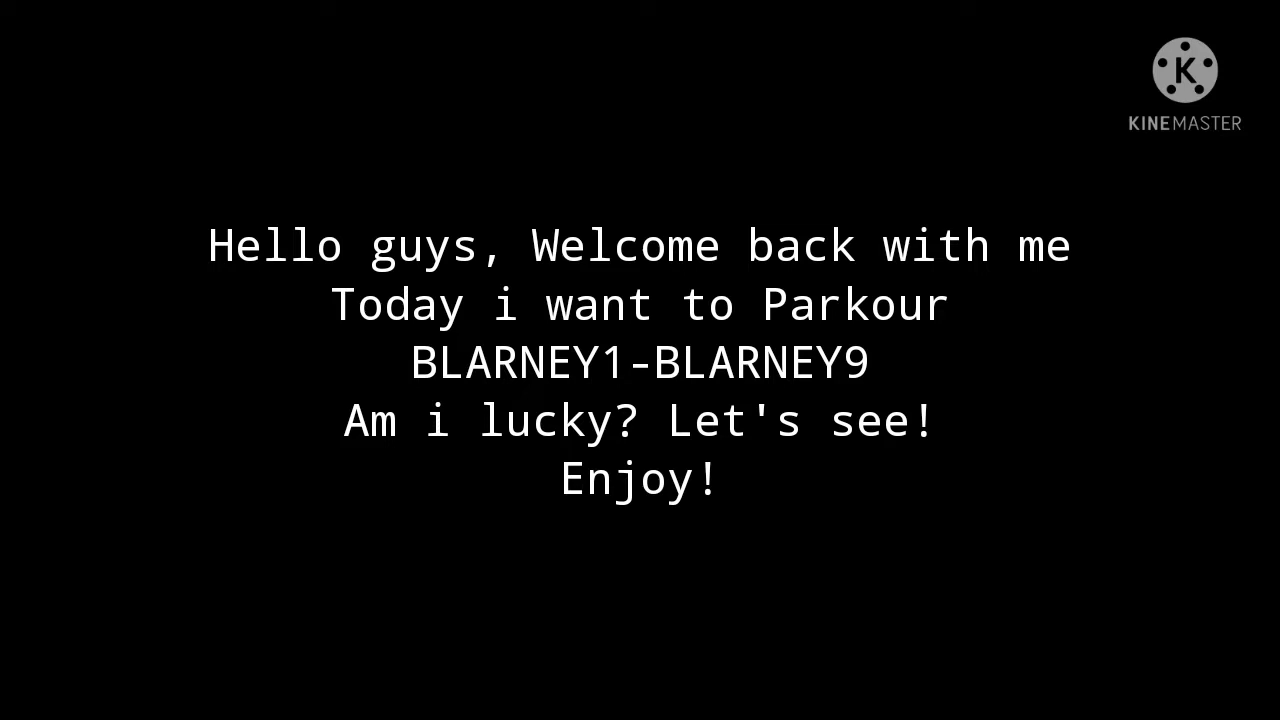 K
KINEMASTER
Hello guys, Welcome back with me
Today i want to Parkour
BLARNEY1-BLARNEY9
Am i lucky? Let's see!
Enjoy!